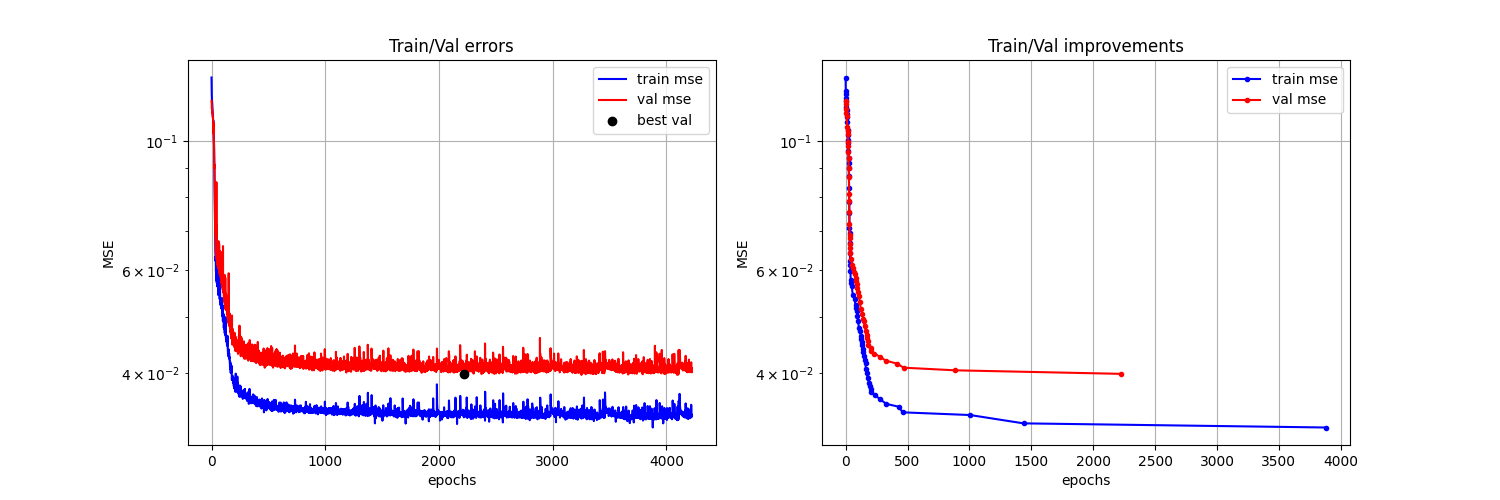 Train/Val errors
train mse
val mse
best val
MSE
10⁻¹
6 × 10⁻²
4 × 10⁻²
0 1000 2000 3000 4000
epochs
Train/Val improvements
train mse
val mse
MSE
10⁻¹
6 × 10⁻²
4 × 10⁻²
0 500 1000 1500 2000 2500 3000 3500 4000
epochs